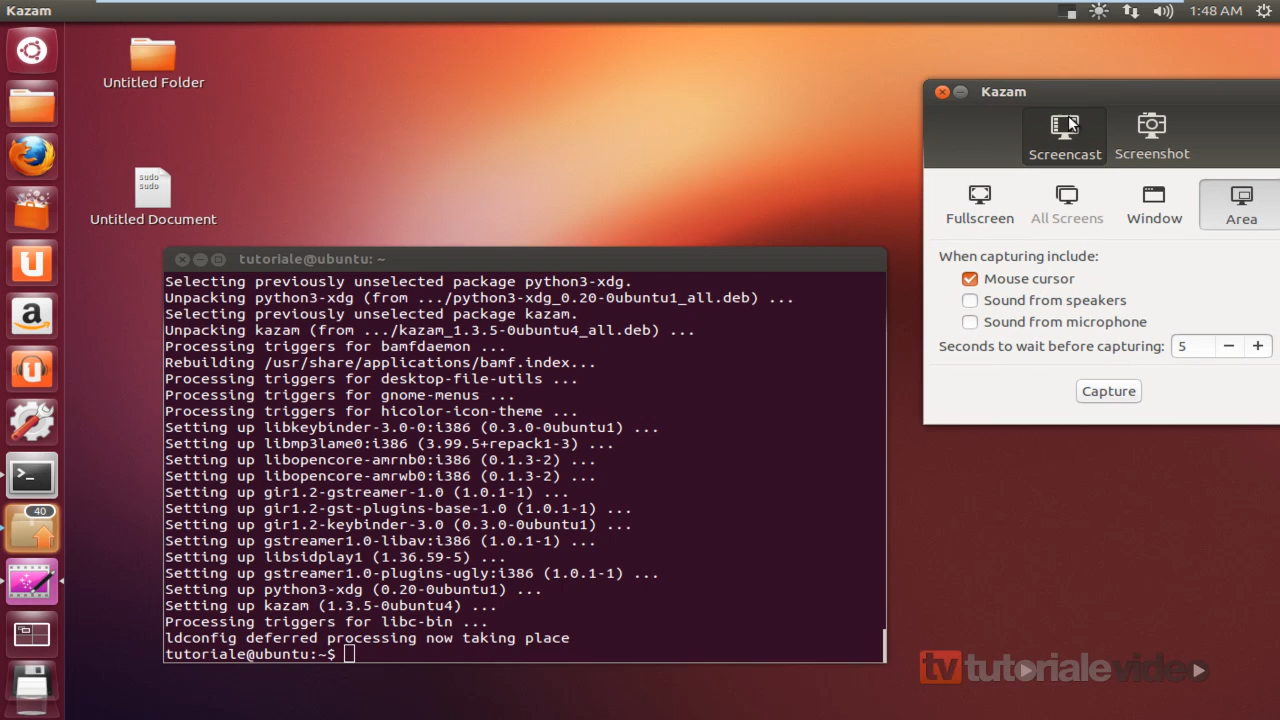 Kazam
1:48 AM
Untitled Folder
sudo
sudo
Untitled Document
Kazam
Screencast
Screenshot
Fullscreen
All Screens
Window
Area
When capturing include:
Mouse cursor
Sound from speakers
Sound from microphone
Seconds to wait before capturing: 5 - +
Capture
tutoriale@ubuntu: ~
Selecting previously unselected package python3-xdg.
Unpacking python3-xdg (from .../python3-xdg_0.20-0ubuntu1_all.deb) ...
Selecting previously unselected package kazam.
Unpacking kazam (from .../kazam_1.3.5-0ubuntu4_all.deb) ...
Processing triggers for bamfdaemon ...
Rebuilding /usr/share/applications/bamf.index...
Processing triggers for desktop-file-utils ...
Processing triggers for gnome-menus ...
Processing triggers for hicolor-icon-theme ...
Setting up libkeybinder-3.0-0:i386 (0.3.0-0ubuntu1) ...
Setting up libmp3lame0:i386 (3.99.5+repack1-3) ...
Setting up libopencore-amrnb0:i386 (0.1.3-2) ...
Setting up libopencore-amrwb0:i386 (0.1.3-2) ...
Setting up gir1.2-gstreamer-1.0 (1.0.1-1) ...
Setting up gir1.2-gst-plugins-base-1.0 (1.0.1-1) ...
Setting up gir1.2-keybinder-3.0 (0.3.0-0ubuntu1) ...
Setting up gstreamer1.0-libav:i386 (1.0.1-1) ...
Setting up libsidplay1 (1.36.59-5) ...
Setting up gstreamer1.0-plugins-ugly:i386 (1.0.1-1) ...
Setting up python3-xdg (0.20-0ubuntu1) ...
Setting up kazam (1.3.5-0ubuntu4) ...
Processing triggers for libc-bin ...
ldconfig deferred processing now taking place
tutoriale@ubuntu:~$
U
a
U
>_
40
tv tutorialevideo